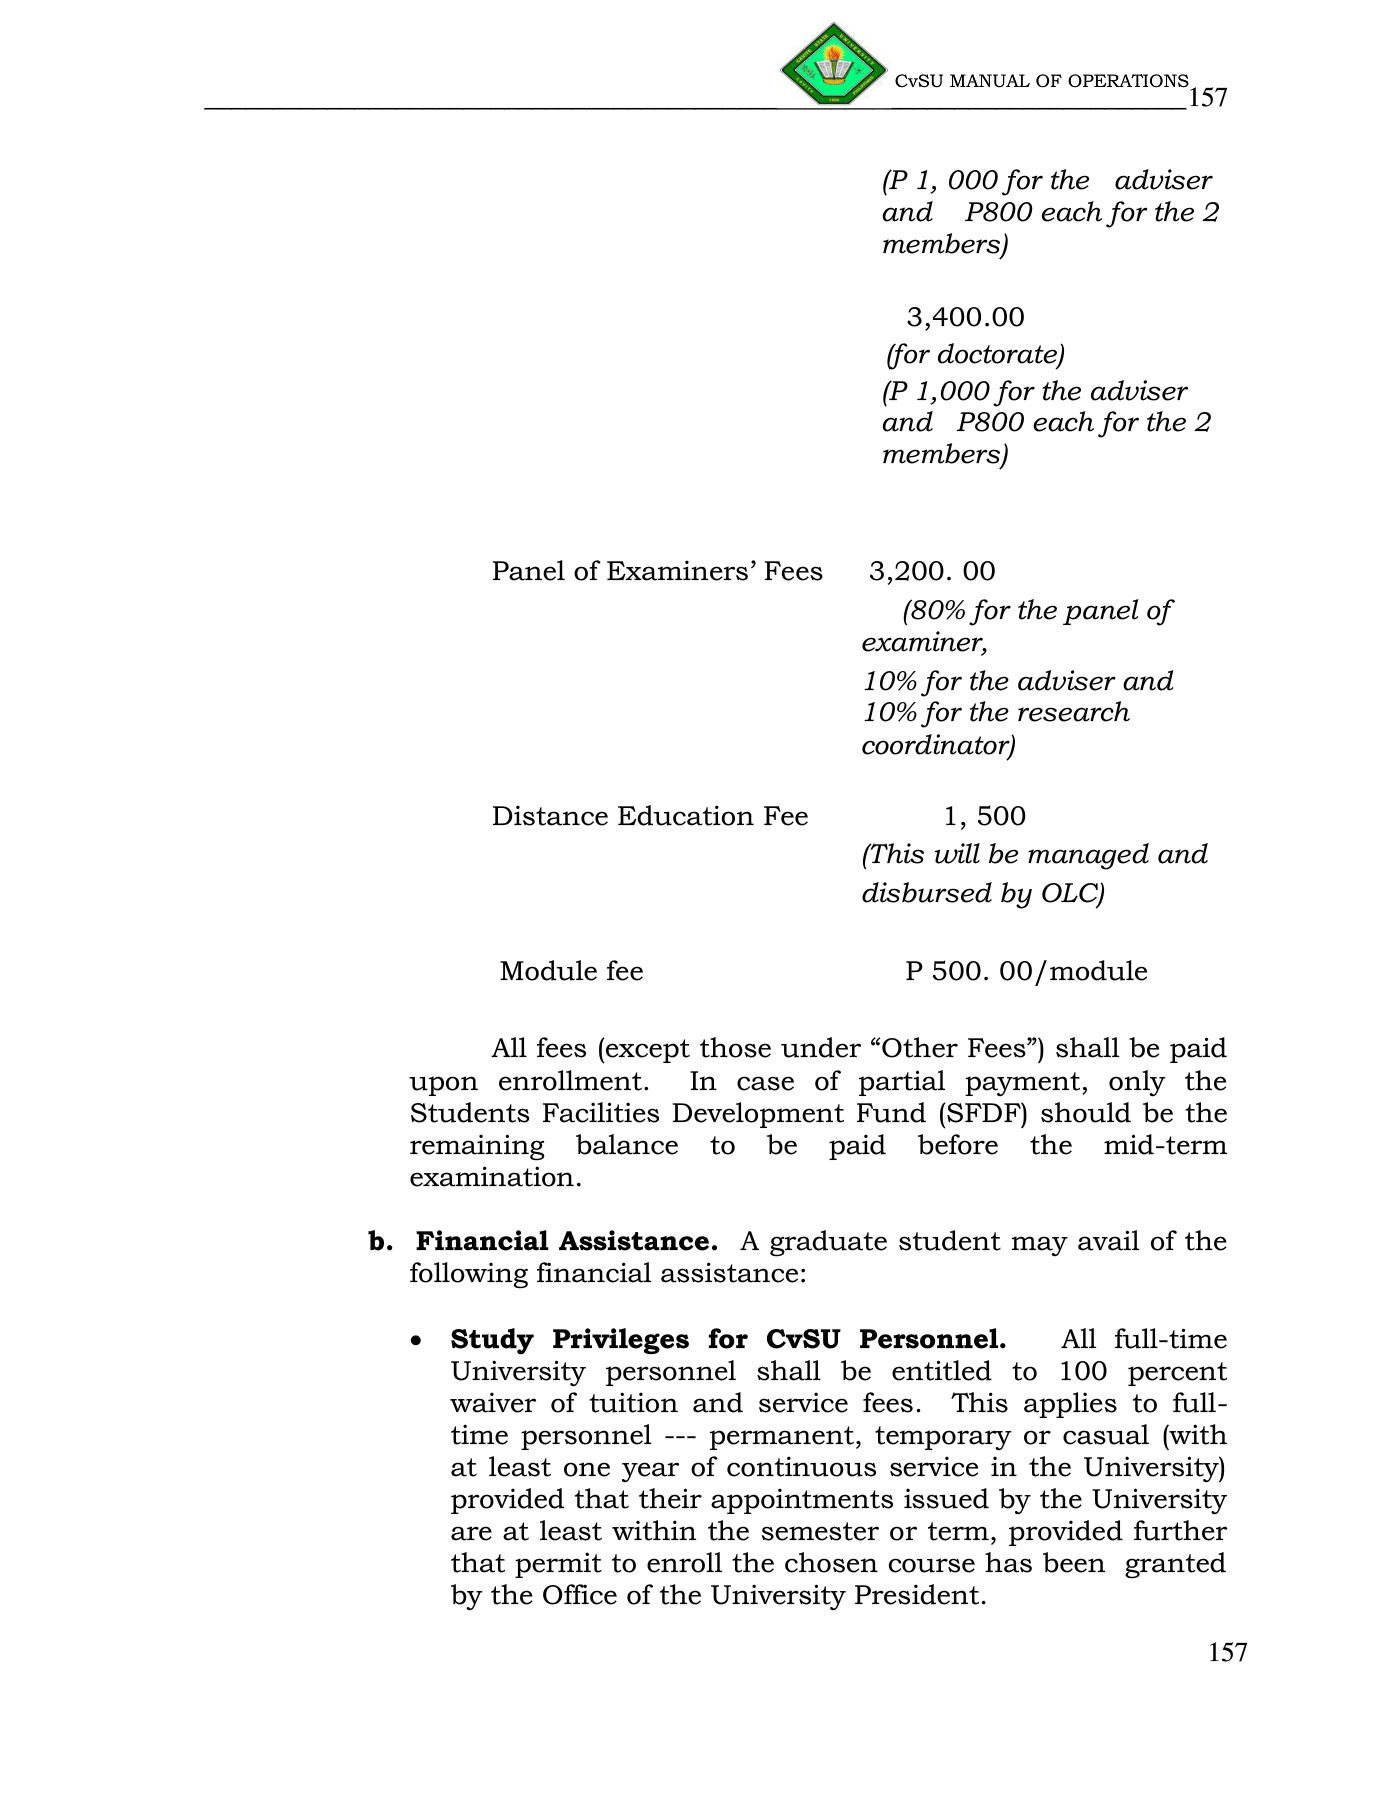 CvSU MANUAL OF OPERATIONS 157
(P 1, 000 for the adviser
and P800 each for the 2
members)
3,400.00
(for doctorate)
(P 1,000 for the adviser
and P800 each for the 2
members)
Panel of Examiners’ Fees 3,200. 00
(80% for the panel of
examiner,
10% for the adviser and
10% for the research
coordinator)
Distance Education Fee 1, 500
(This will be managed and
disbursed by OLC)
Module fee P 500. 00/module
All fees (except those under “Other Fees”) shall be paid
upon enrollment. In case of partial payment, only the
Students Facilities Development Fund (SFDF) should be the
remaining balance to be paid before the mid-term
examination.
b. Financial Assistance. A graduate student may avail of the
following financial assistance:
• Study Privileges for CvSU Personnel. All full-time
University personnel shall be entitled to 100 percent
waiver of tuition and service fees. This applies to full-
time personnel --- permanent, temporary or casual (with
at least one year of continuous service in the University)
provided that their appointments issued by the University
are at least within the semester or term, provided further
that permit to enroll the chosen course has been granted
by the Office of the University President.
157